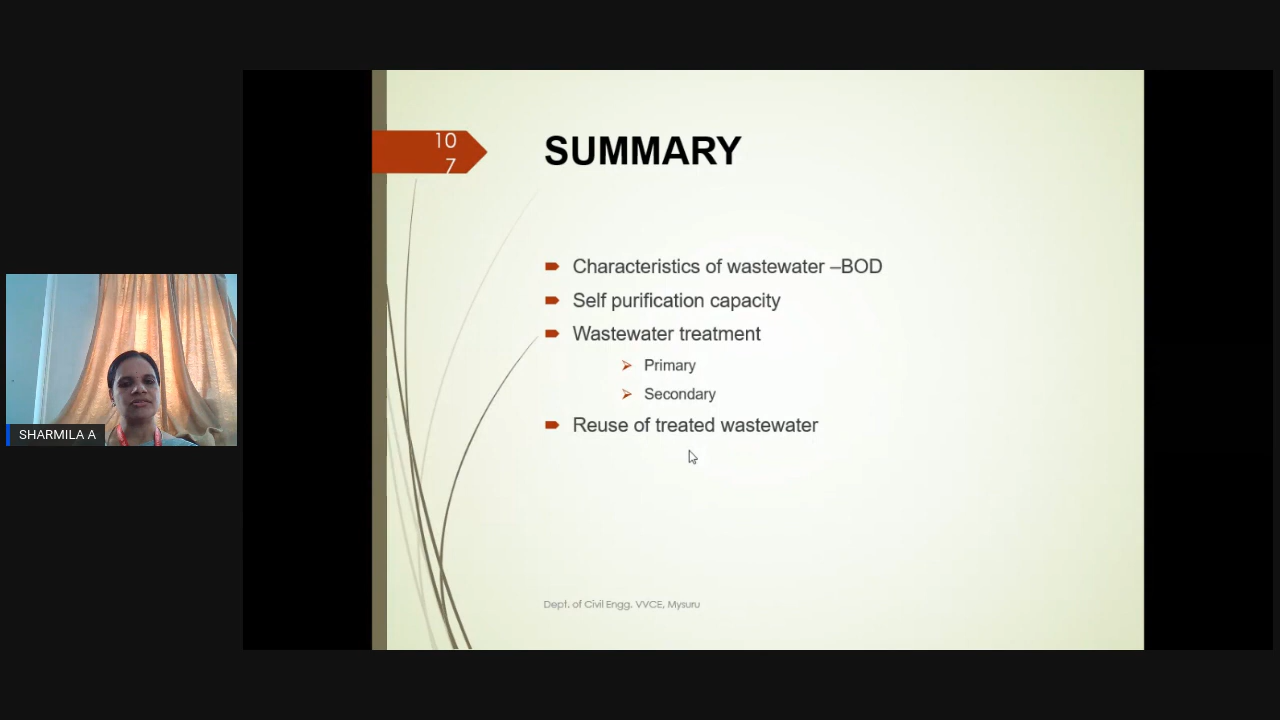 10
7
SUMMARY
Characteristics of wastewater –BOD
Self purification capacity
Wastewater treatment
Primary
Secondary
Reuse of treated wastewater
SHARMILA A
Dept. of Civil Engg. VVCE, Mysuru